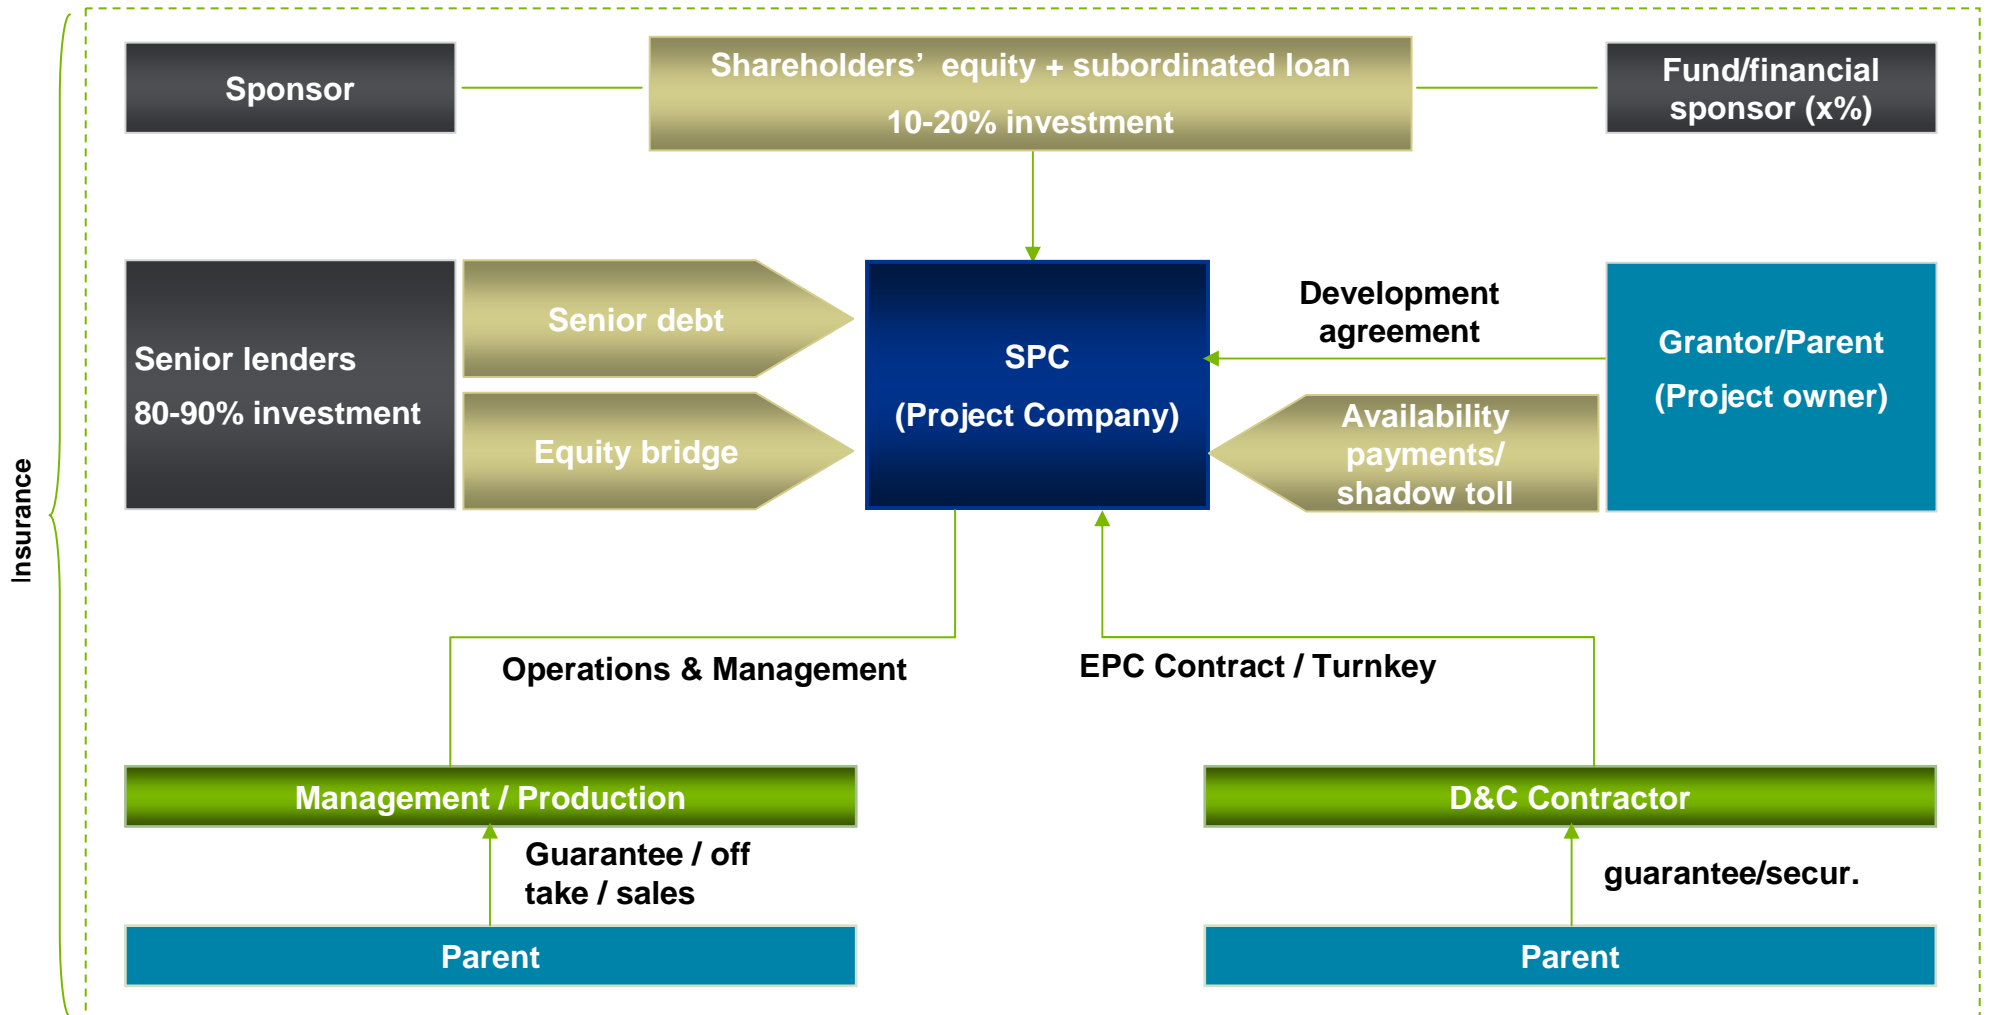 Sponsor
Shareholders’ equity + subordinated loan
10-20% investment
Fund/financial
sponsor (x%)
Senior lenders
80-90% investment
Senior debt
Equity bridge
SPC
(Project Company)
Development
agreement
Availability
payments/
shadow toll
Grantor/Parent
(Project owner)
Insurance
Operations & Management
EPC Contract / Turnkey
Management / Production
D&C Contractor
Guarantee / off
take / sales
guarantee/secur.
Parent
Parent